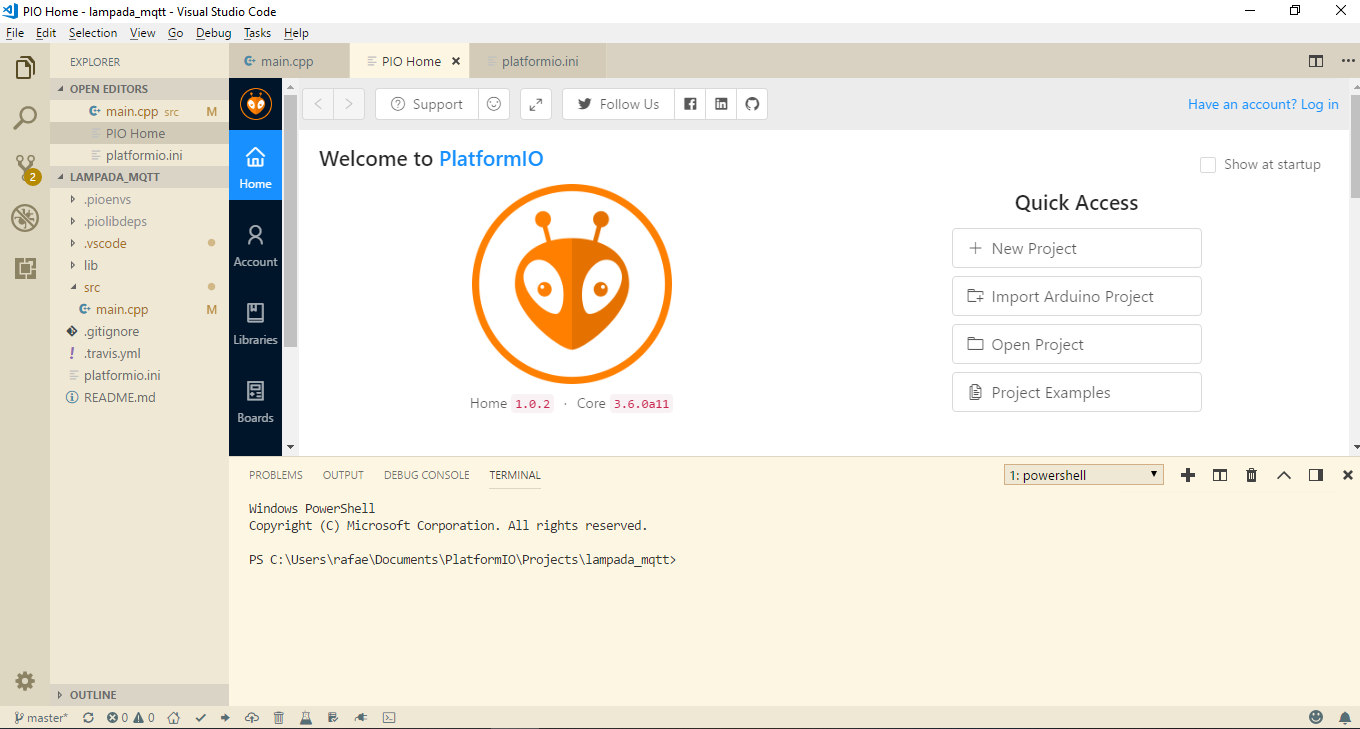 PIO Home - lampada_mqtt - Visual Studio Code
File Edit Selection View Go Debug Tasks Help
EXPLORER
OPEN EDITORS
main.cpp src M
PIO Home
platformio.ini
LAMPADA_MQTT
.pioenvs
.piolibdeps
.vscode
lib
src
main.cpp M
.gitignore
.travis.yml
platformio.ini
README.md
OUTLINE
2
main.cpp PIO Home platformio.ini
Home
Account
Libraries
Boards
Support Follow Us Have an account? Log in
Welcome to PlatformIO
Show at startup
Home 1.0.2 · Core 3.6.0a11
Quick Access
New Project
Import Arduino Project
Open Project
Project Examples
PROBLEMS OUTPUT DEBUG CONSOLE TERMINAL 1: powershell
Windows PowerShell
Copyright (C) Microsoft Corporation. All rights reserved.
PS C:\Users\rafae\Documents\PlatformIO\Projects\lampada_mqtt>
master* 0 0